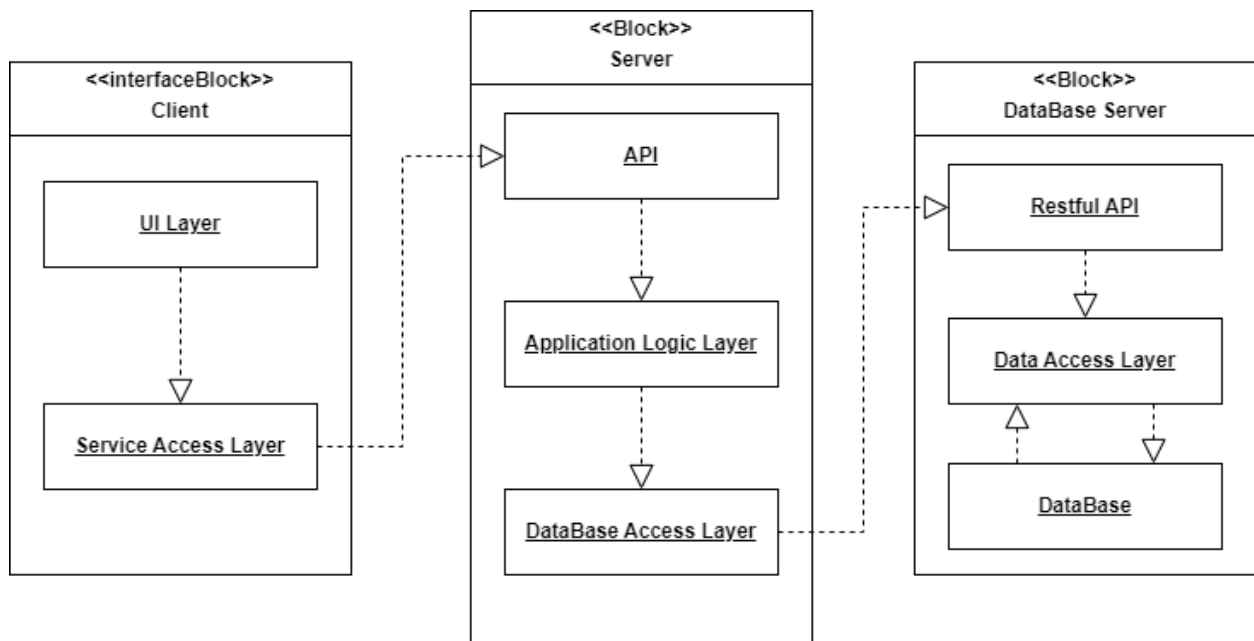 <<interfaceBlock>>
Client
UI Layer
Service Access Layer
<<Block>>
Server
API
Application Logic Layer
DataBase Access Layer
<<Block>>
DataBase Server
Restful API
Data Access Layer
DataBase